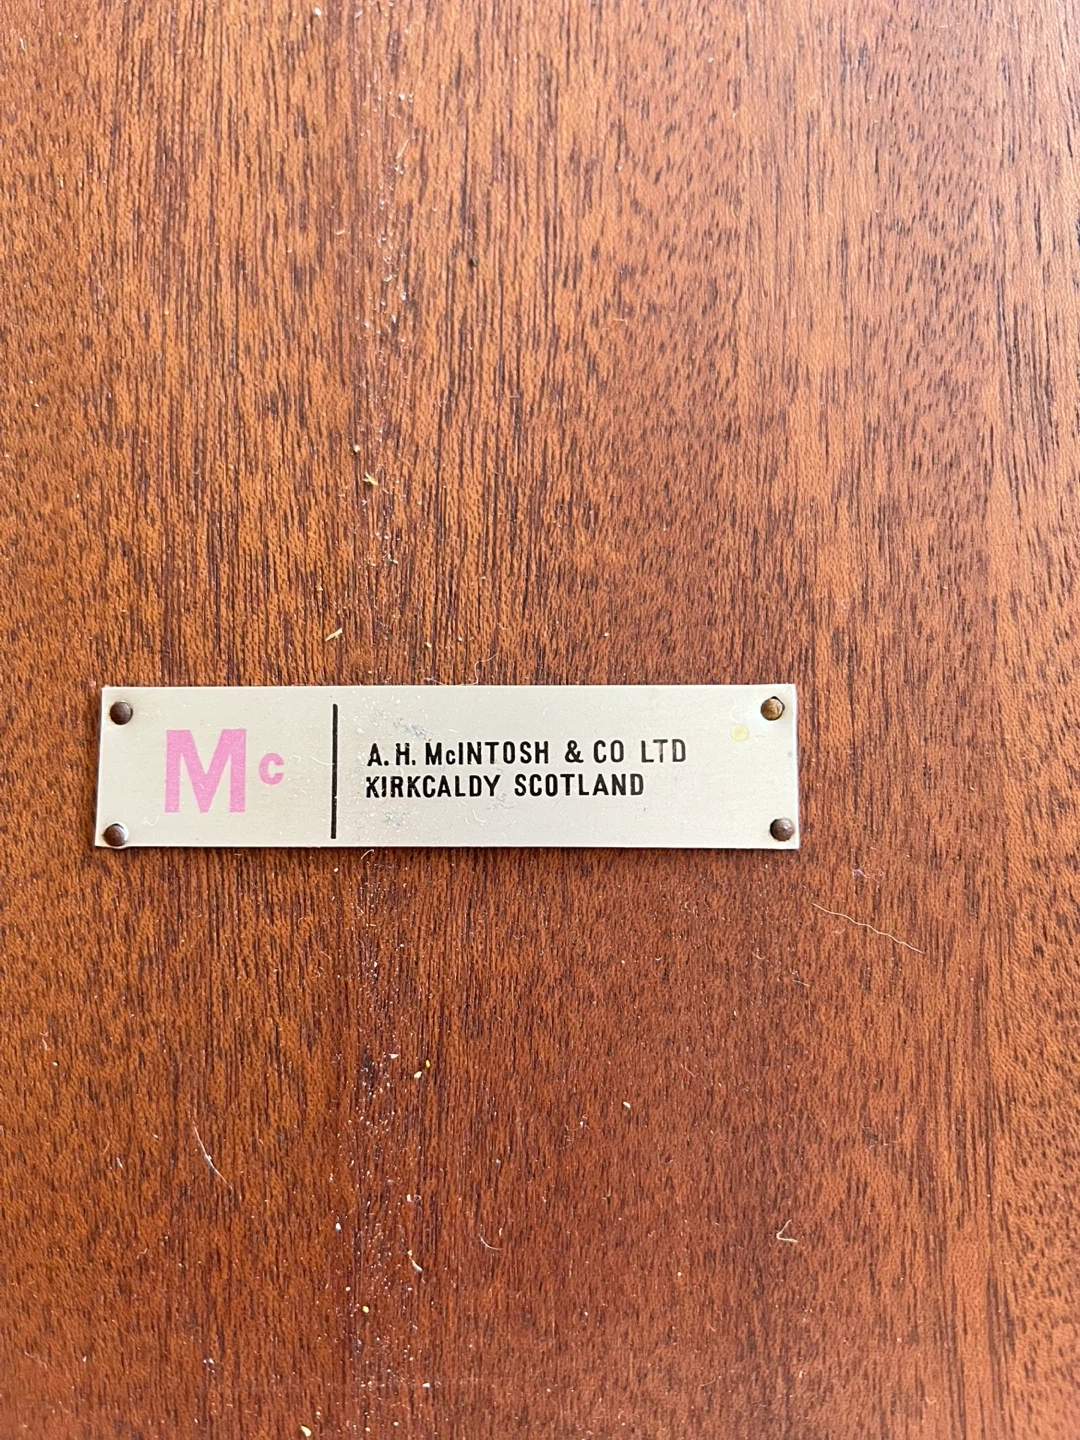 Mc
A.H. McINTOSH & CO LTD
KIRKCALDY SCOTLAND